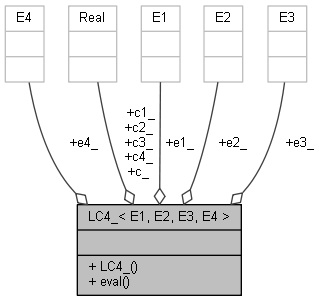 E4
Real
E1
E2
E3
+c1_
+c2_
+e4_
+c3_
+e1_
+e2_
+e3_
+c4_
+c_
LC4_< E1, E2, E3, E4 >
+ LC4_()
+ eval()